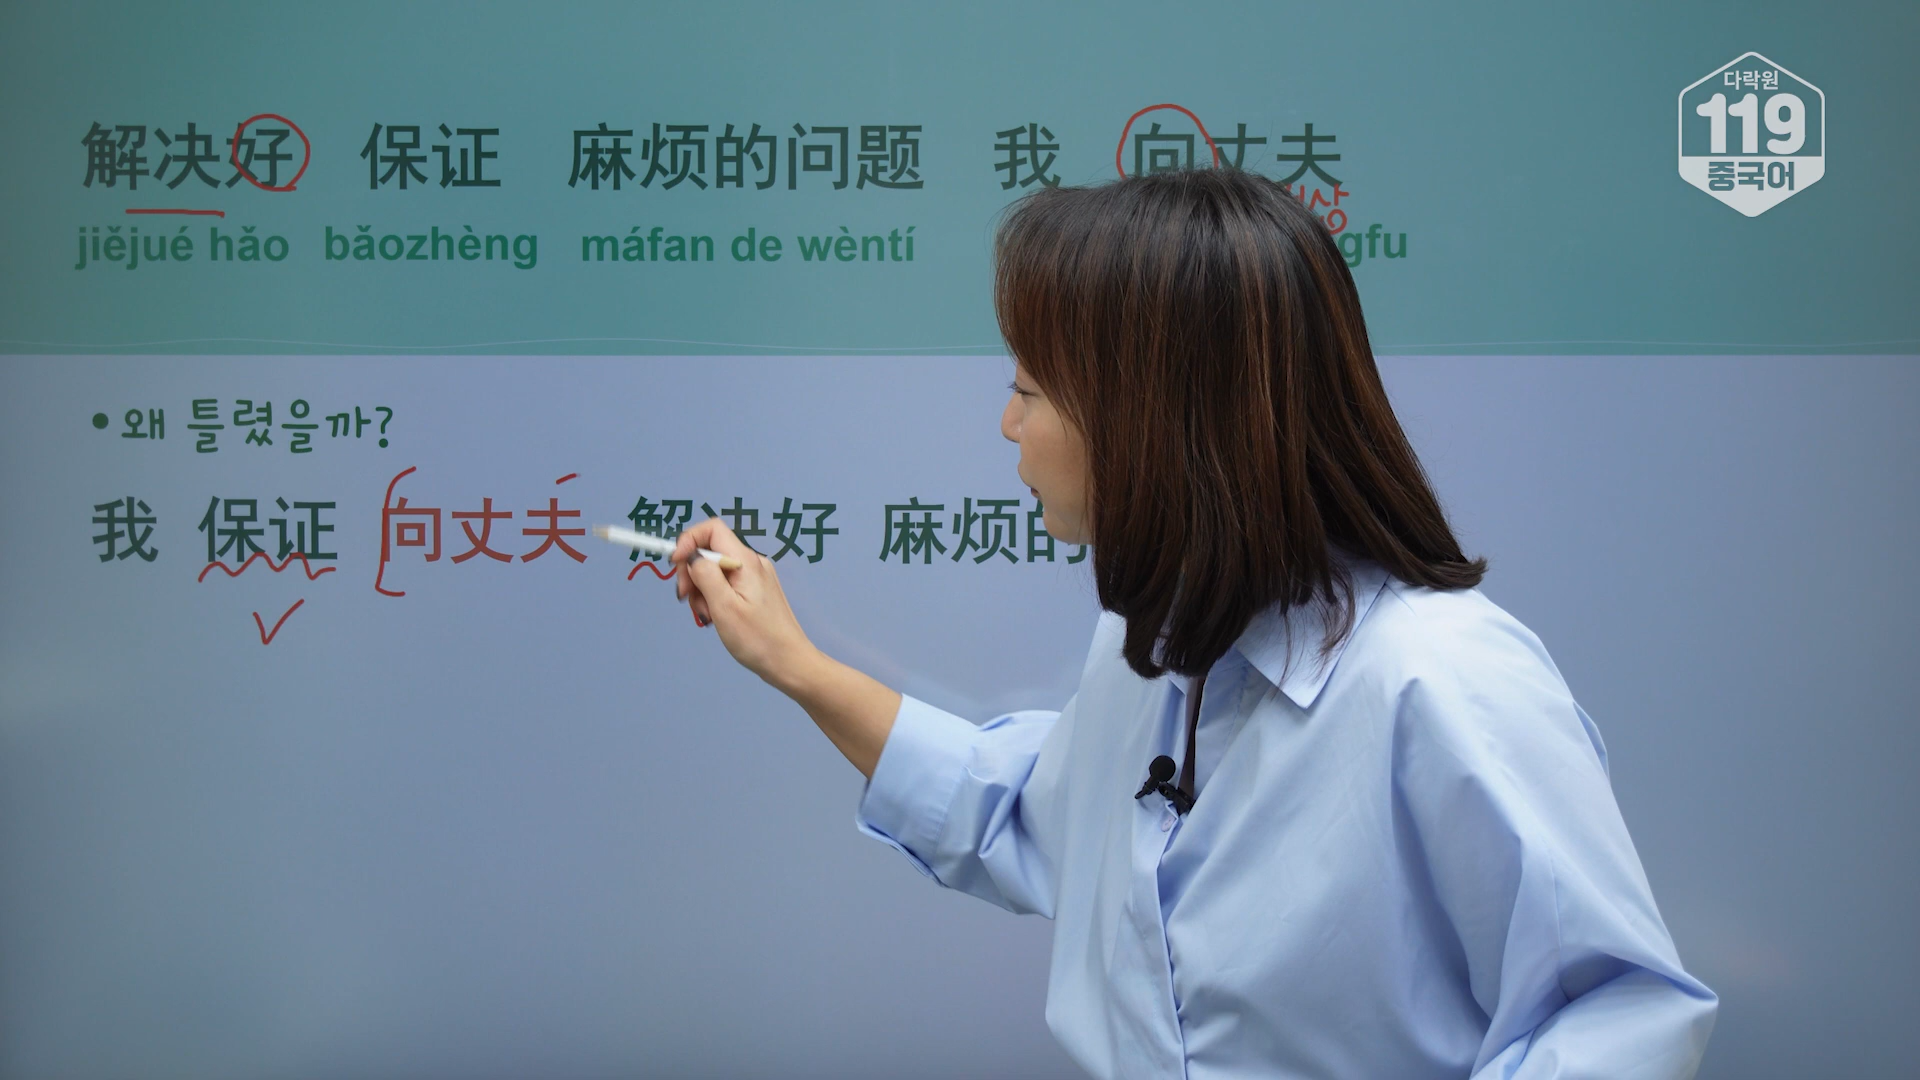 다락원
119
중국어
解决好 保证 麻烦的问题 我 向丈夫
jiějué hǎo bǎozhèng máfan de wèntí gfu
• 왜 틀렸을까?
我 保证 向丈夫 解决好 麻烦的